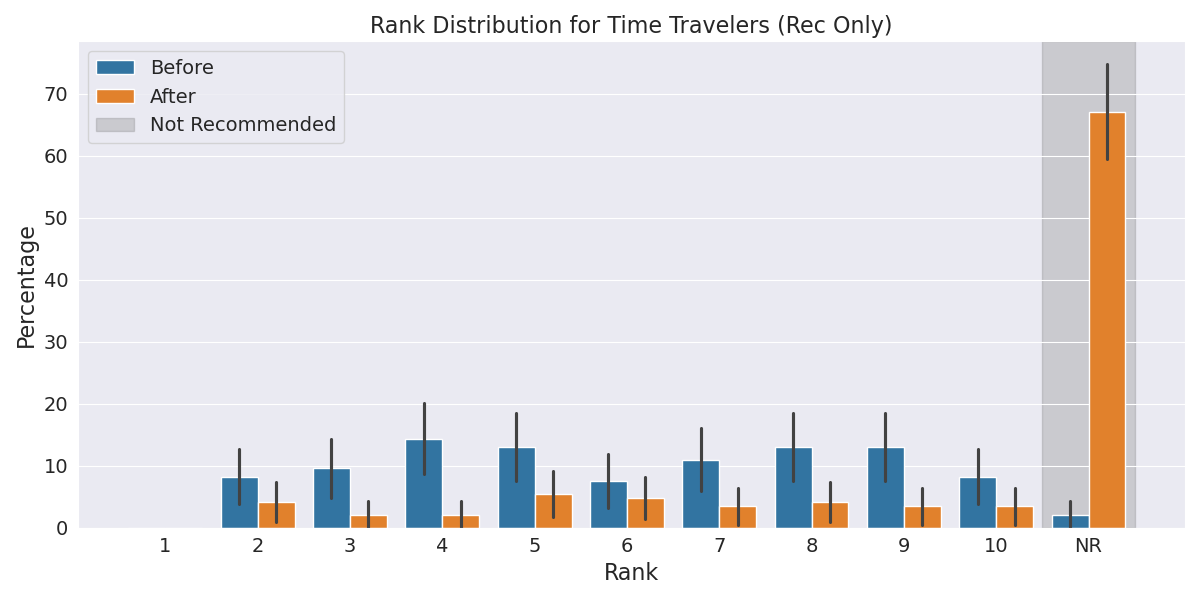 Rank Distribution for Time Travelers (Rec Only)
Before
After
Not Recommended
Percentage
70
60
50
40
30
20
10
0
1 2 3 4 5 6 7 8 9 10 NR
Rank